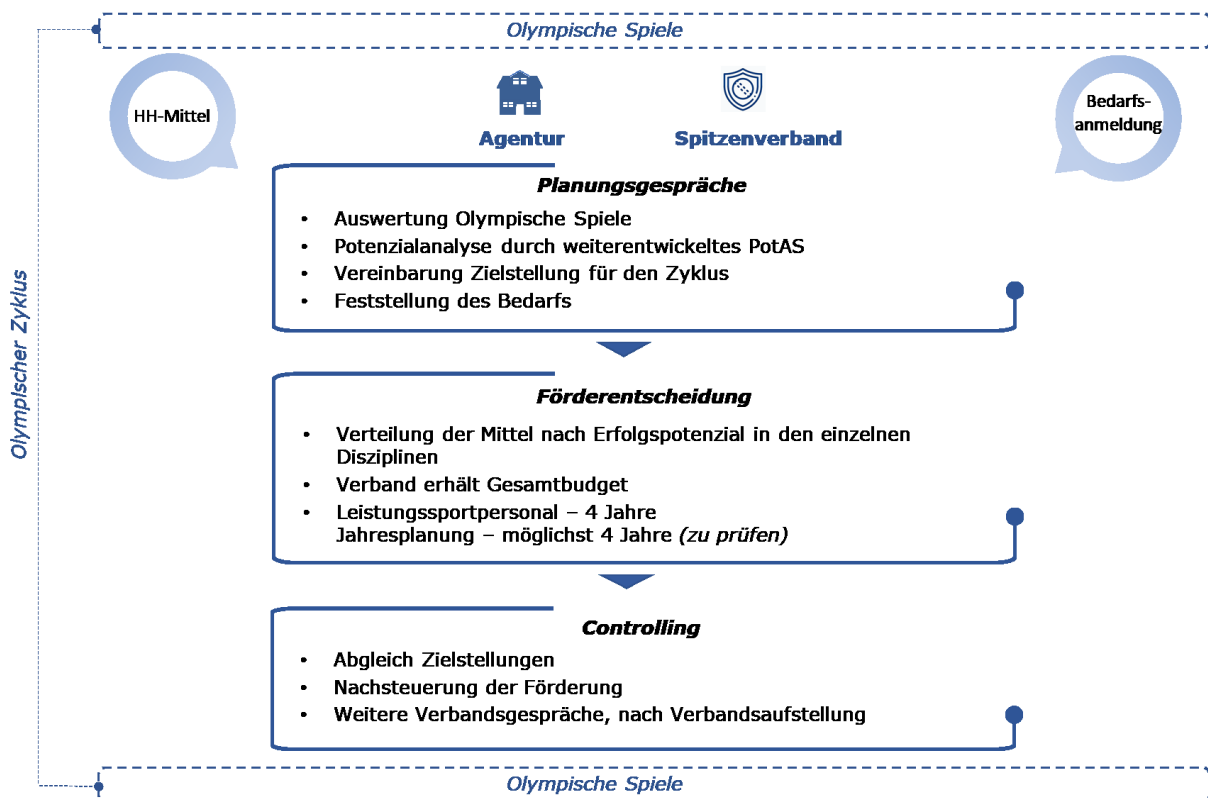 Olympische Spiele
HH-Mittel
Bedarfs-
anmeldung
Agentur
Spitzenverband
Olympischer Zyklus
Planungsgespräche
• Auswertung Olympische Spiele
• Potenzialanalyse durch weiterentwickeltes PotAS
• Vereinbarung Zielstellung für den Zyklus
• Feststellung des Bedarfs
Förderentscheidung
• Verteilung der Mittel nach Erfolgspotenzial in den einzelnen
Disziplinen
• Verband erhält Gesamtbudget
• Leistungssportpersonal – 4 Jahre
Jahresplanung – möglichst 4 Jahre (zu prüfen)
Controlling
• Abgleich Zielstellungen
• Nachsteuerung der Förderung
• Weitere Verbandsgespräche, nach Verbandsaufstellung
Olympische Spiele